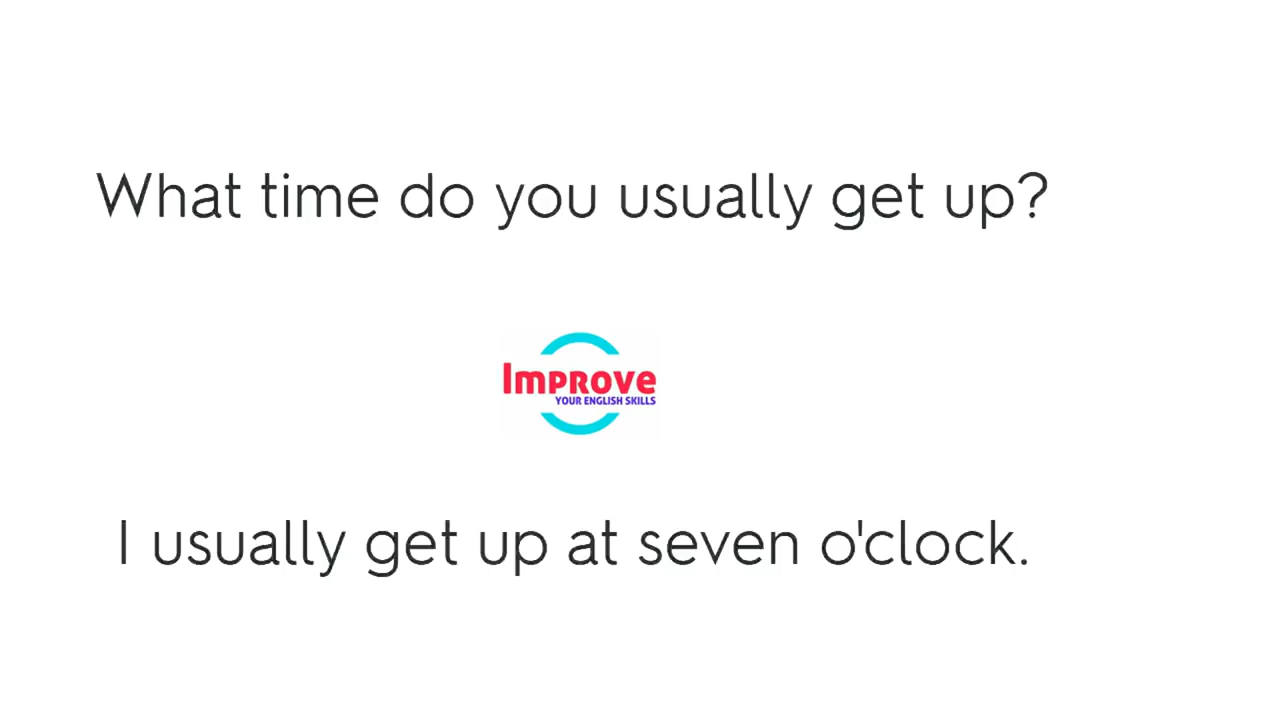 What time do you usually get up?
Improve
YOUR ENGLISH SKILLS
I usually get up at seven o'clock.